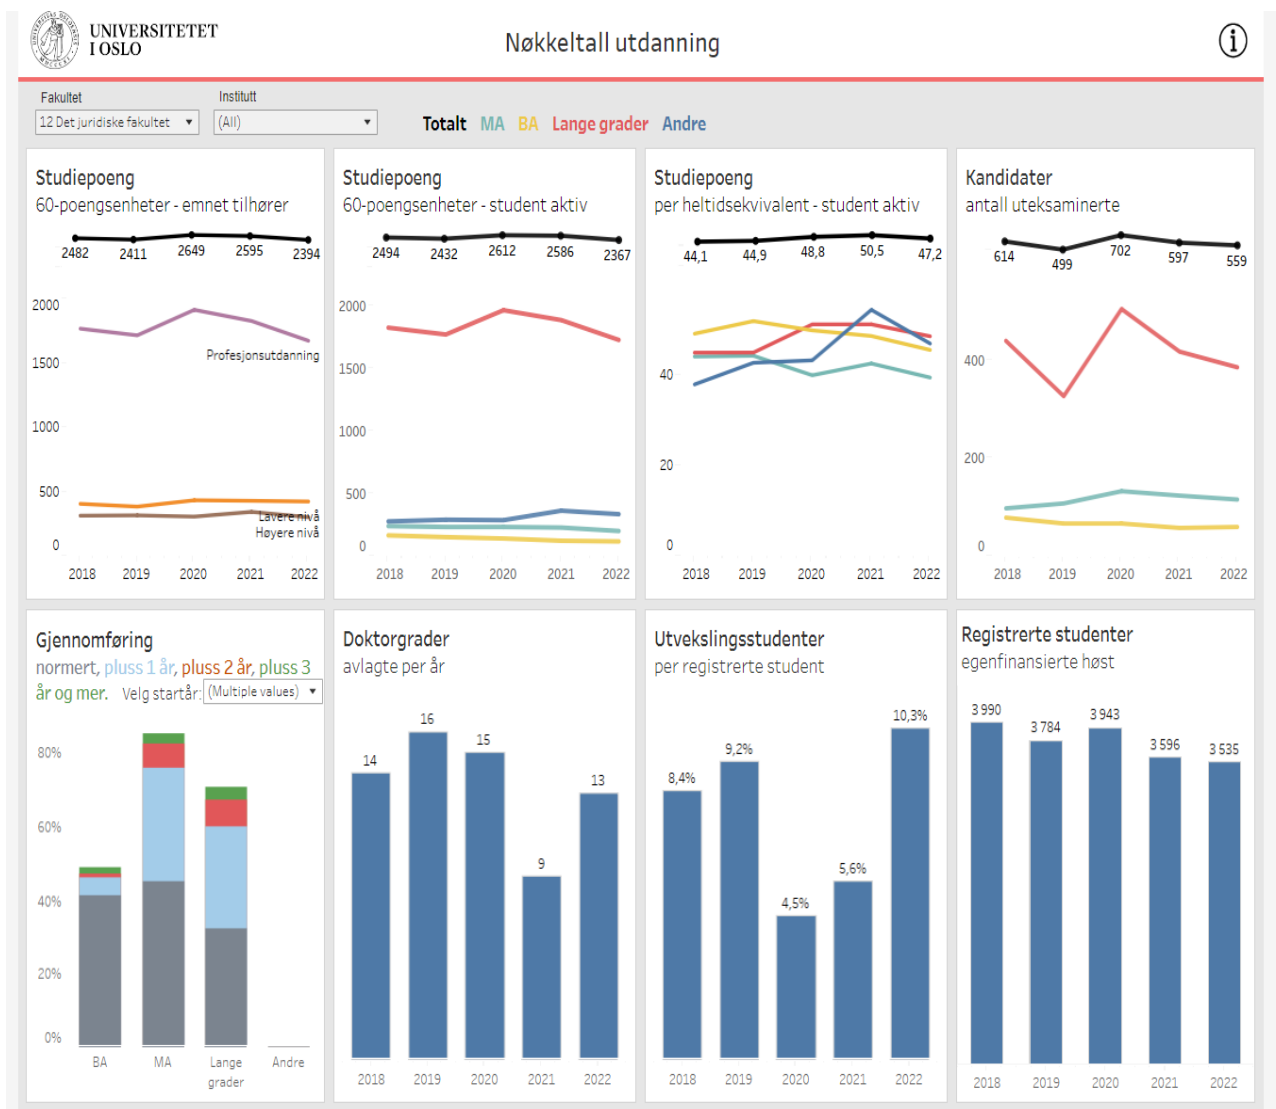 UNIVERSITETET
I OSLO
Nøkkeltall utdanning
Fakultet
Institutt
12 Det juridiske fakultet
(All)
Totalt MA BA Lange grader Andre
Studiepoeng
60-poengsenheter - emnet tilhører
2482 2411 2649 2595 2394
2000
1500
1000
500
0
Profesjonsutdanning
Lavere nivå
Høyere nivå
2018 2019 2020 2021 2022
Studiepoeng
60-poengsenheter - student aktiv
2494 2432 2612 2586 2367
2000
1500
1000
500
0
2018 2019 2020 2021 2022
Studiepoeng
per heltidsekvivalent - student aktiv
44,1 44,9 48,8 50,5 47,2
40
20
0
2018 2019 2020 2021 2022
Kandidater
antall uteksaminerte
614 499 702 597 559
400
200
0
2018 2019 2020 2021 2022
Gjennomføring
normert, pluss 1 år, pluss 2 år, pluss 3
år og mer. Velg startår: (Multiple values)
80%
60%
40%
20%
0%
BA MA Lange grader Andre
Doktorgrader
avlagte per år
14 16 15 9 13
2018 2019 2020 2021 2022
Utvekslingsstudenter
per registrerte student
8,4% 9,2% 4,5% 5,6% 10,3%
2018 2019 2020 2021 2022
Registrerte studenter
egenfinansierte høst
3 990 3 784 3 943 3 596 3 535
2018 2019 2020 2021 2022